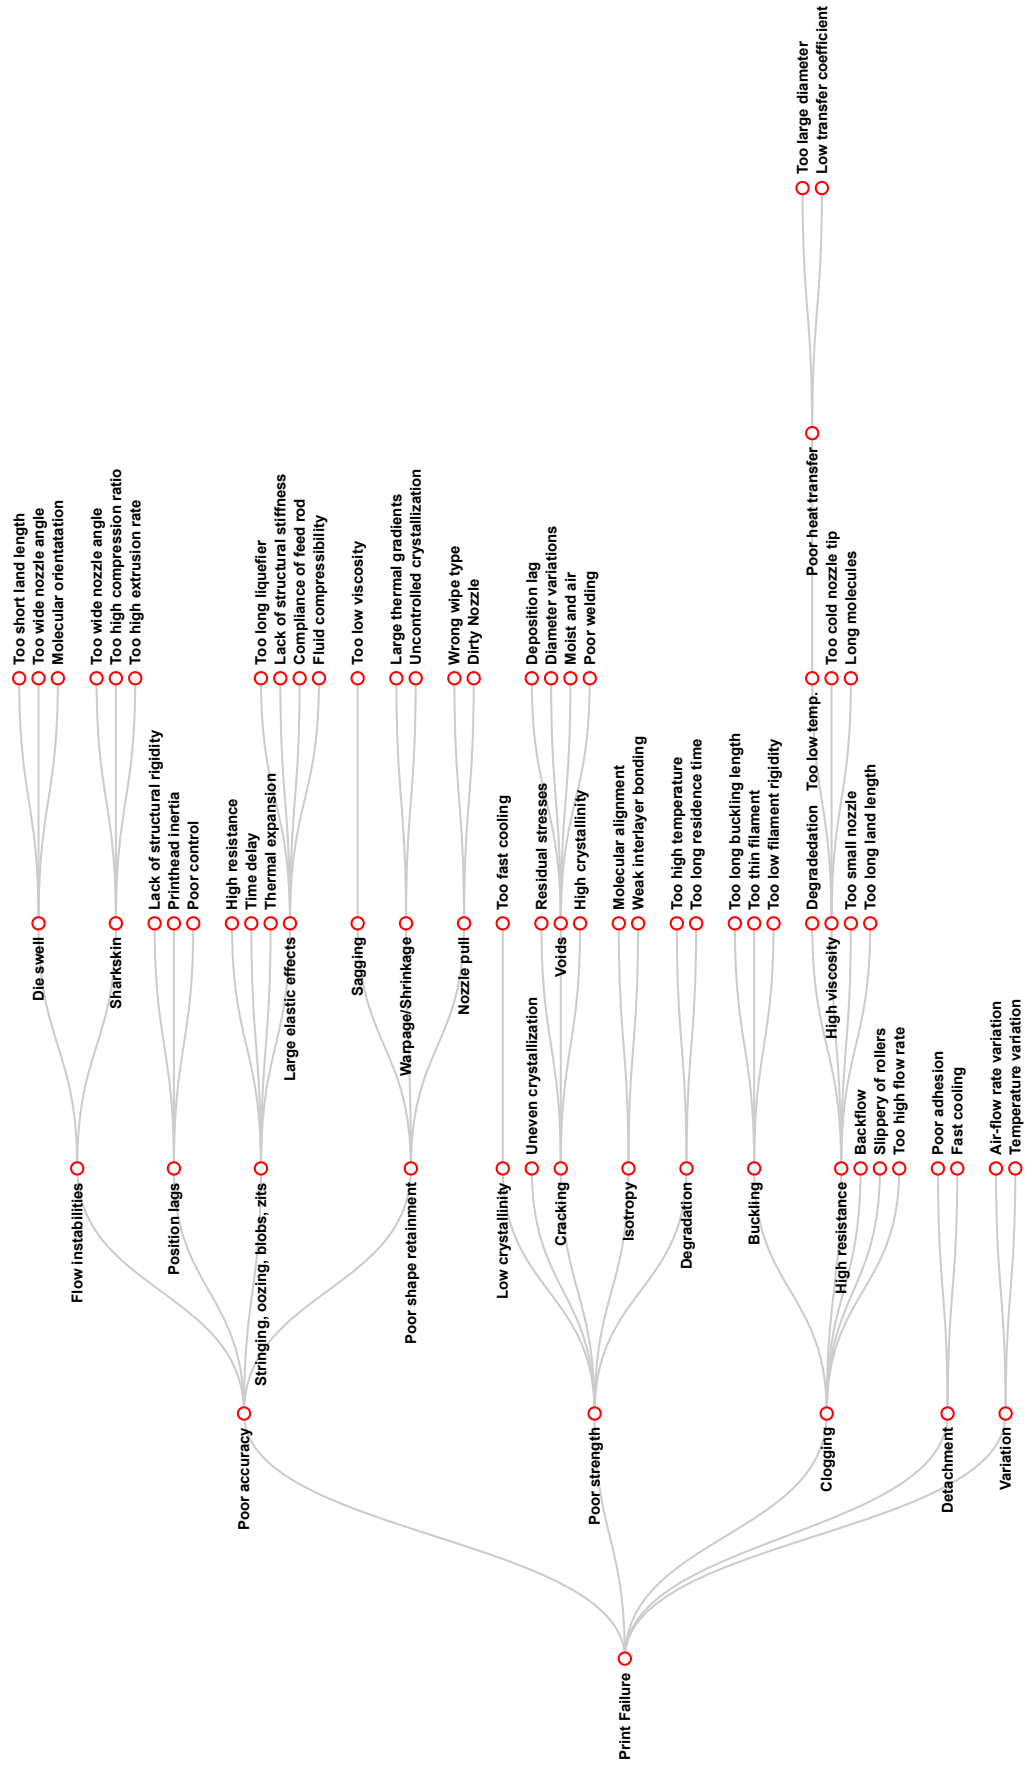 Print Failure
Poor accuracy
Flow instabilities
Die swell
Too short land length
Too wide nozzle angle
Molecular orientatation
Sharkskin
Too wide nozzle angle
Too high compression ratio
Too high extrusion rate
Position lags
Lack of structural rigidity
Printhead inertia
Poor control
Stringing, oozing, blobs, zits
High resistance
Time delay
Thermal expansion
Large elastic effects
Too long liquefier
Lack of structural stiffness
Compliance of feed rod
Fluid compressibility
Poor shape retainment
Sagging
Too low viscosity
Warpage/Shrinkage
Large thermal gradients
Uncontrolled crystallization
Nozzle pull
Wrong wipe type
Dirty Nozzle
Poor strength
Low crystallinity
Too fast cooling
Uneven crystallization
Cracking
Residual stresses
Voids
Deposition lag
Diameter variations
Moist and air
Poor welding
High crystallinity
Isotropy
Molecular alignment
Weak interlayer bonding
Degradation
Too high temperature
Too long residence time
Clogging
Buckling
Too long buckling length
Too thin filament
Too low filament rigidity
High resistance
Degradedation
High viscosity
Too low temp.
Poor heat transfer
Too large diameter
Low transfer coefficient
Too cold nozzle tip
Long molecules
Too small nozzle
Too long land length
Backflow
Slippery of rollers
Too high flow rate
Detachment
Poor adhesion
Fast cooling
Variation
Air-flow rate variation
Temperature variation